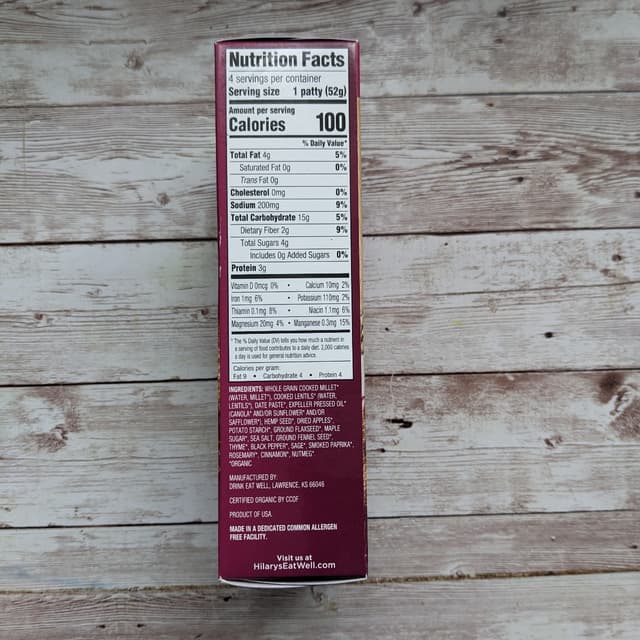 Nutrition Facts
4 servings per container
Serving size 1 patty (52g)
Amount per serving
Calories 100
% Daily Value*
Total Fat 4g 5%
Saturated Fat 0g 0%
Trans Fat 0g
Cholesterol 0mg 0%
Sodium 200mg 9%
Total Carbohydrate 15g 5%
Dietary Fiber 2g 9%
Total Sugars 4g
Includes 0g Added Sugars 0%
Protein 3g
Vitamin D 0mcg 0% • Calcium 10mg 2%
Iron 1mg 6% • Potassium 110mg 2%
Thiamin 0.1mg 8% • Niacin 1.1mg 6%
Magnesium 20mg 4% • Manganese 0.3mg 15%
*The % Daily Value (DV) tells you how much a nutrient in
a serving of food contributes to a daily diet. 2,000 calories
a day is used for general nutrition advice.
Calories per gram:
Fat 9 • Carbohydrate 4 • Protein 4
INGREDIENTS: WHOLE GRAIN COOKED MILLET*
(WATER, MILLET*), COOKED LENTILS* (WATER,
LENTILS*), DATE PASTE*, EXPELLER PRESSED OIL*
(CANOLA* AND/OR SUNFLOWER* AND/OR
SAFFLOWER*), HEMP SEED*, DRIED APPLES*,
POTATO STARCH*, GROUND FLAXSEED*, MAPLE
SUGAR*, SEA SALT, GROUND FENNEL SEED*,
THYME*, BLACK PEPPER*, SAGE*, SMOKED PAPRIKA*,
ROSEMARY*, CINNAMON*, NUTMEG*
*ORGANIC
MANUFACTURED BY:
DRINK EAT WELL, LAWRENCE, KS 66046
CERTIFIED ORGANIC BY CCOF
PRODUCT OF USA
MADE IN A DEDICATED COMMON ALLERGEN
FREE FACILITY.
Visit us at
HilarysEatWell.com